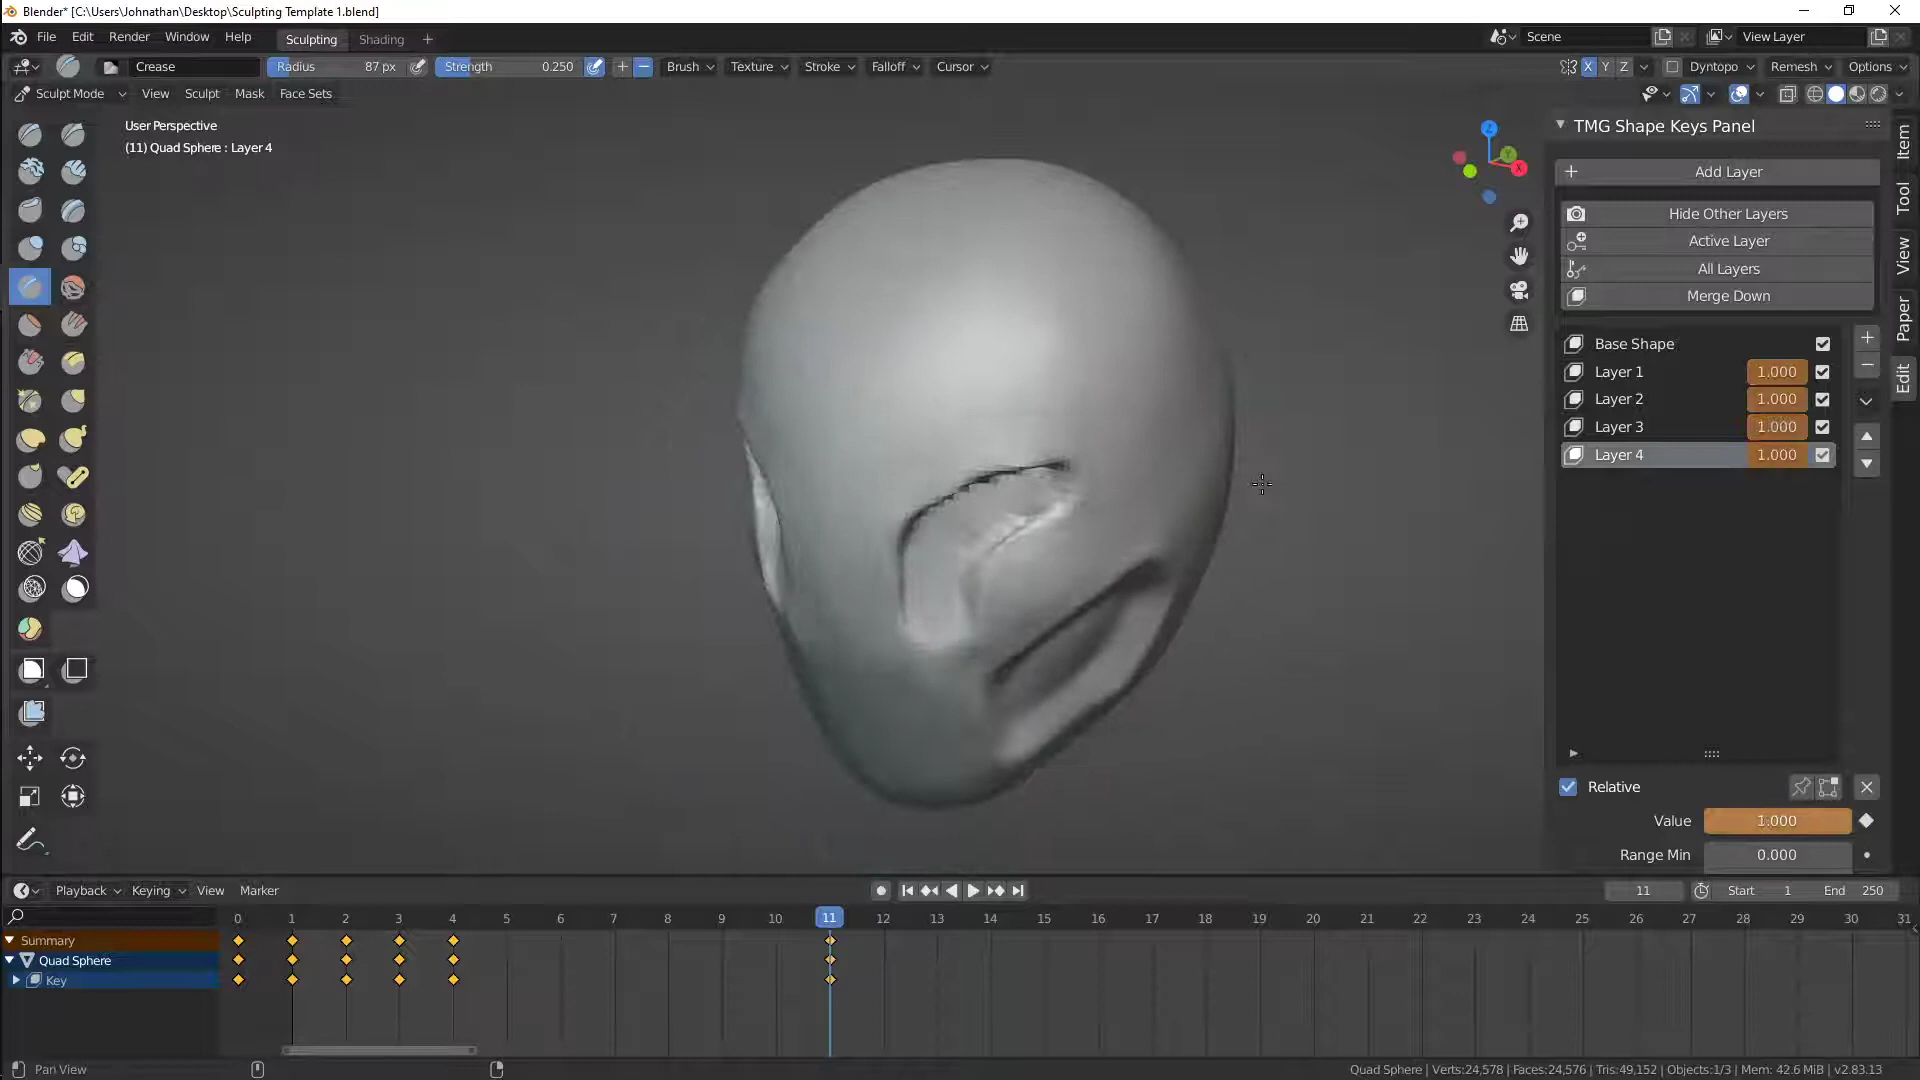 Blender* [C:\Users\Johnathan\Desktop\Sculpting Template 1.blend]
File Edit Render Window Help Sculpting Shading + Scene View Layer
Crease Radius 87 px Strength 0.250 Brush Texture Stroke Falloff Cursor X Y Z Dyntopo Remesh Options
Sculpt Mode View Sculpt Mask Face Sets
User Perspective
(11) Quad Sphere : Layer 4
Z
Y
X
TMG Shape Keys Panel
Add Layer
Hide Other Layers
Active Layer
All Layers
Merge Down
Base Shape
Layer 1 1.000
Layer 2 1.000
Layer 3 1.000
Layer 4 1.000
Relative
Value 1.000
Range Min 0.000
Item
Tool
View
Paper
Edit
Playback Keying View Marker 11 Start 1 End 250
0 1 2 3 4 5 6 7 8 9 10 11 12 13 14 15 16 17 18 19 20 21 22 23 24 25 26 27 28 29 30 31
Summary
Quad Sphere
Key
Pan View
Quad Sphere | Verts:24,578 | Faces:24,576 | Tris:49,152 | Objects:1/3 | Mem: 42.6 MiB | v2.83.13